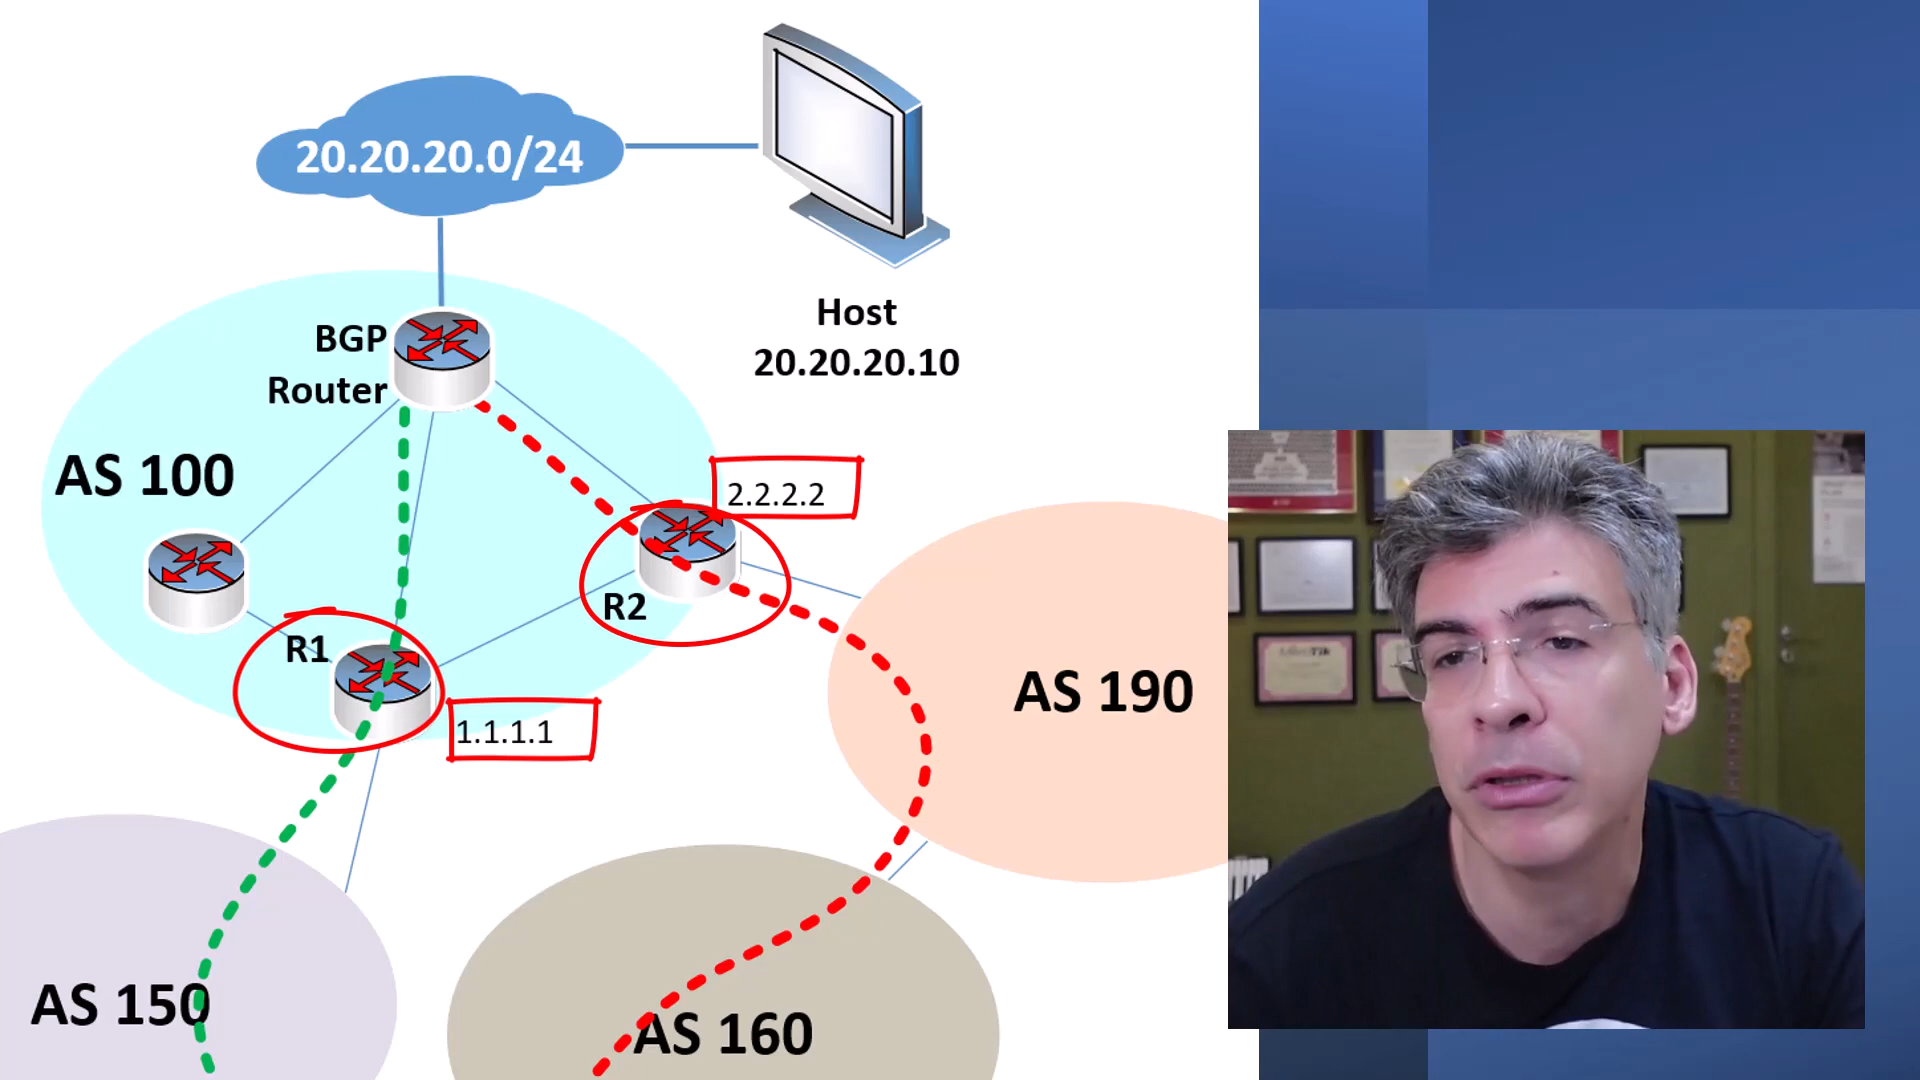 20.20.20.0/24
Host
20.20.20.10
BGP
Router
AS 100
2.2.2.2
R2
R1
1.1.1.1
AS 190
AS 150
AS 160
MikroTik